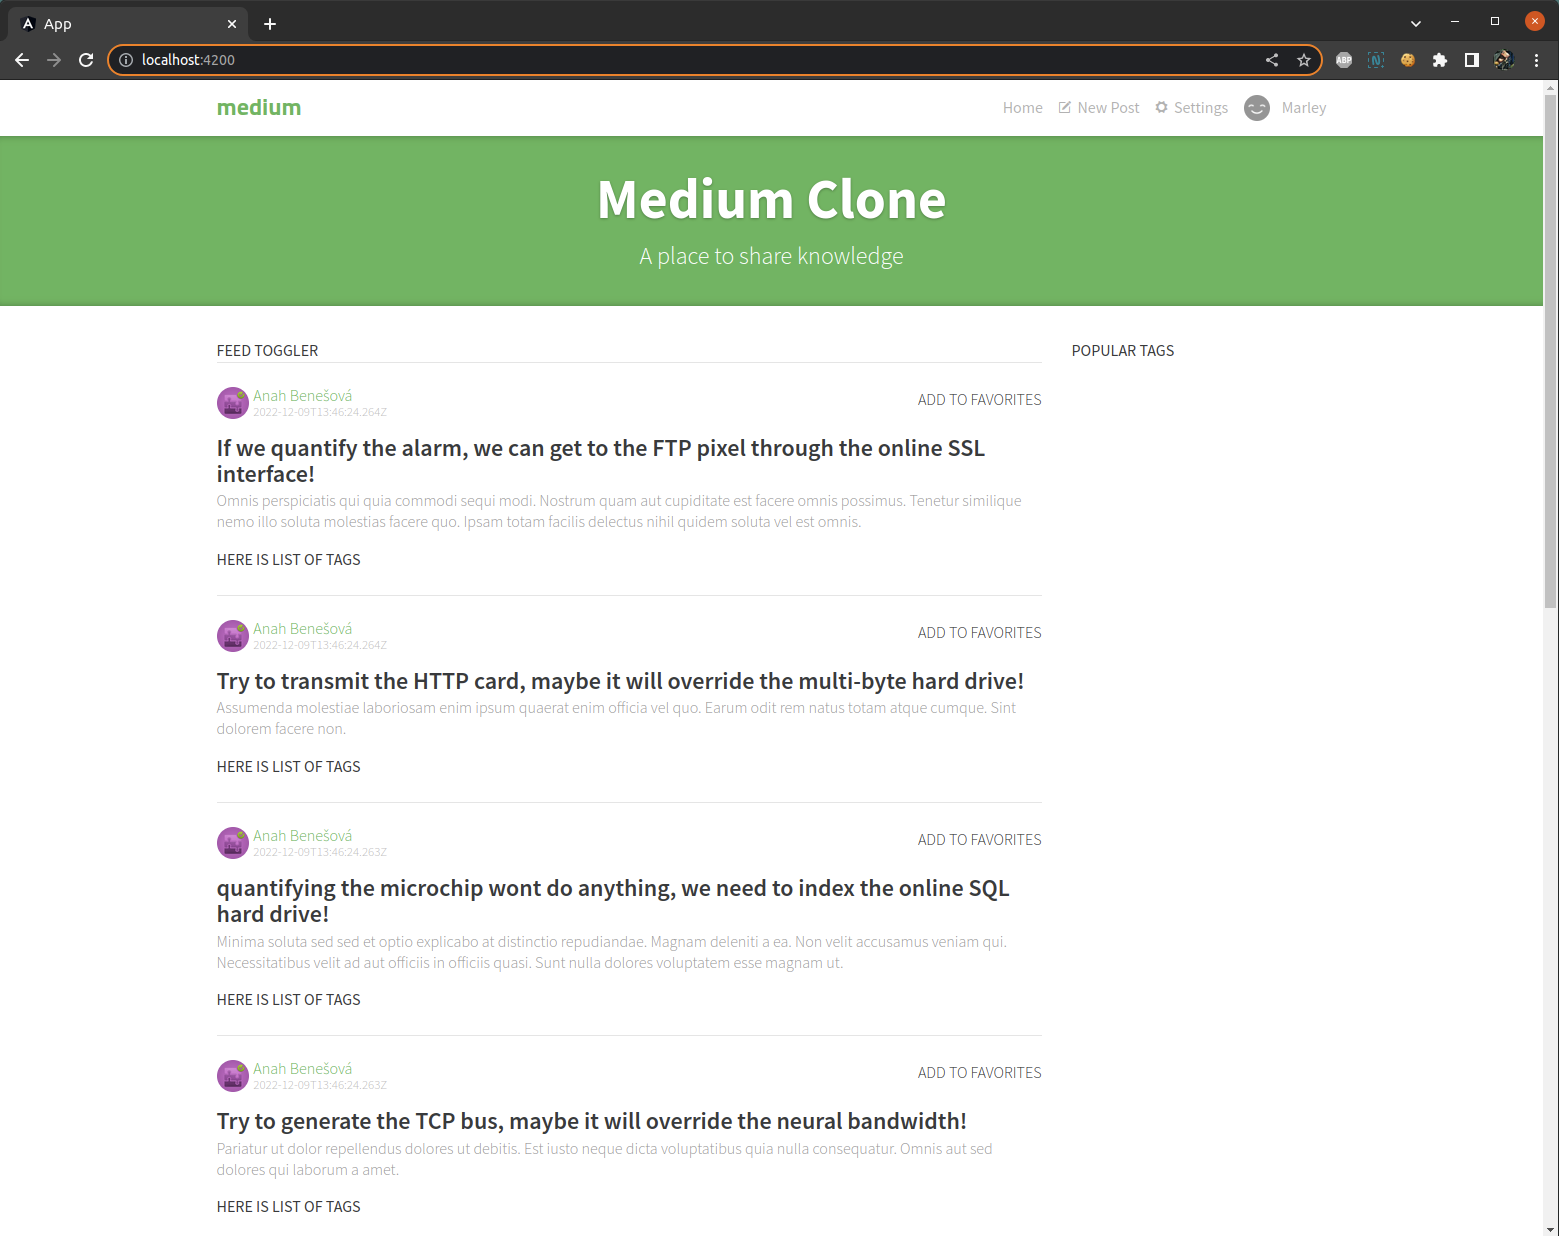 App
localhost:4200
ABP
N
medium
Home New Post Settings Marley
Medium Clone
A place to share knowledge
FEED TOGGLER
POPULAR TAGS
Anah Benešová
2022-12-09T13:46:24.264Z
ADD TO FAVORITES
If we quantify the alarm, we can get to the FTP pixel through the online SSL
interface!
Omnis perspiciatis qui quia commodi sequi modi. Nostrum quam aut cupiditate est facere omnis possimus. Tenetur similique
nemo illo soluta molestias facere quo. Ipsam totam facilis delectus nihil quidem soluta vel est omnis.
HERE IS LIST OF TAGS
Anah Benešová
2022-12-09T13:46:24.264Z
ADD TO FAVORITES
Try to transmit the HTTP card, maybe it will override the multi-byte hard drive!
Assumenda molestiae laboriosam enim ipsum quaerat enim officia vel quo. Earum odit rem natus totam atque cumque. Sint
dolorem facere non.
HERE IS LIST OF TAGS
Anah Benešová
2022-12-09T13:46:24.263Z
ADD TO FAVORITES
quantifying the microchip wont do anything, we need to index the online SQL
hard drive!
Minima soluta sed sed et optio explicabo at distinctio repudiandae. Magnam deleniti a ea. Non velit accusamus veniam qui.
Necessitatibus velit ad aut officiis in officiis quasi. Sunt nulla dolores voluptatem esse magnam ut.
HERE IS LIST OF TAGS
Anah Benešová
2022-12-09T13:46:24.263Z
ADD TO FAVORITES
Try to generate the TCP bus, maybe it will override the neural bandwidth!
Pariatur ut dolor repellendus dolores ut debitis. Est iusto neque dicta voluptatibus quia nulla consequatur. Omnis aut sed
dolores qui laborum a amet.
HERE IS LIST OF TAGS